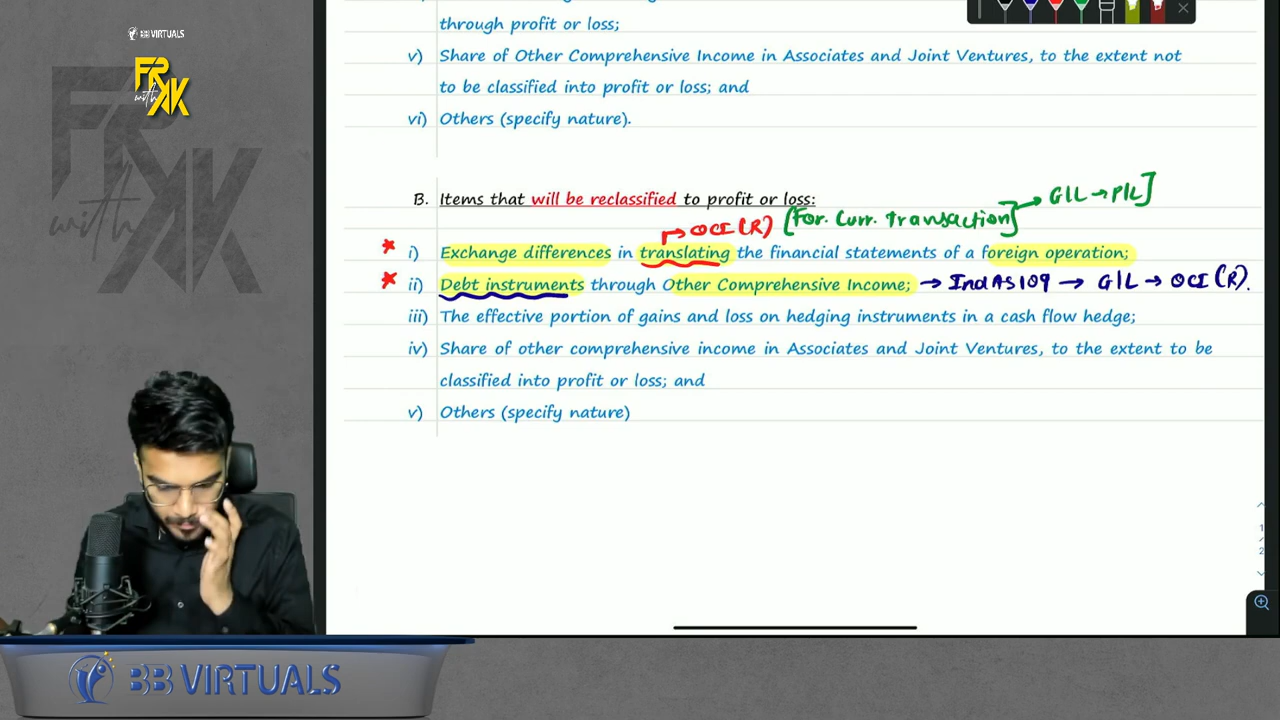 BB VIRTUALS
FR
with
AK
FR
with
AK
through profit or loss;
v) Share of Other Comprehensive Income in Associates and Joint Ventures, to the extent not
to be classified into profit or loss; and
vi) Others (specify nature).
B. Items that will be reclassified to profit or loss:
→ G|L → P|L]
→ OCI (R) [For. Curr. Transaction]
* i) Exchange differences in translating the financial statements of a foreign operation;
* ii) Debt instruments through Other Comprehensive Income; → Ind AS 109 → G|L → OCI (R).
iii) The effective portion of gains and loss on hedging instruments in a cash flow hedge;
iv) Share of other comprehensive income in Associates and Joint Ventures, to the extent to be
classified into profit or loss; and
v) Others (specify nature)
1
2
BB VIRTUALS